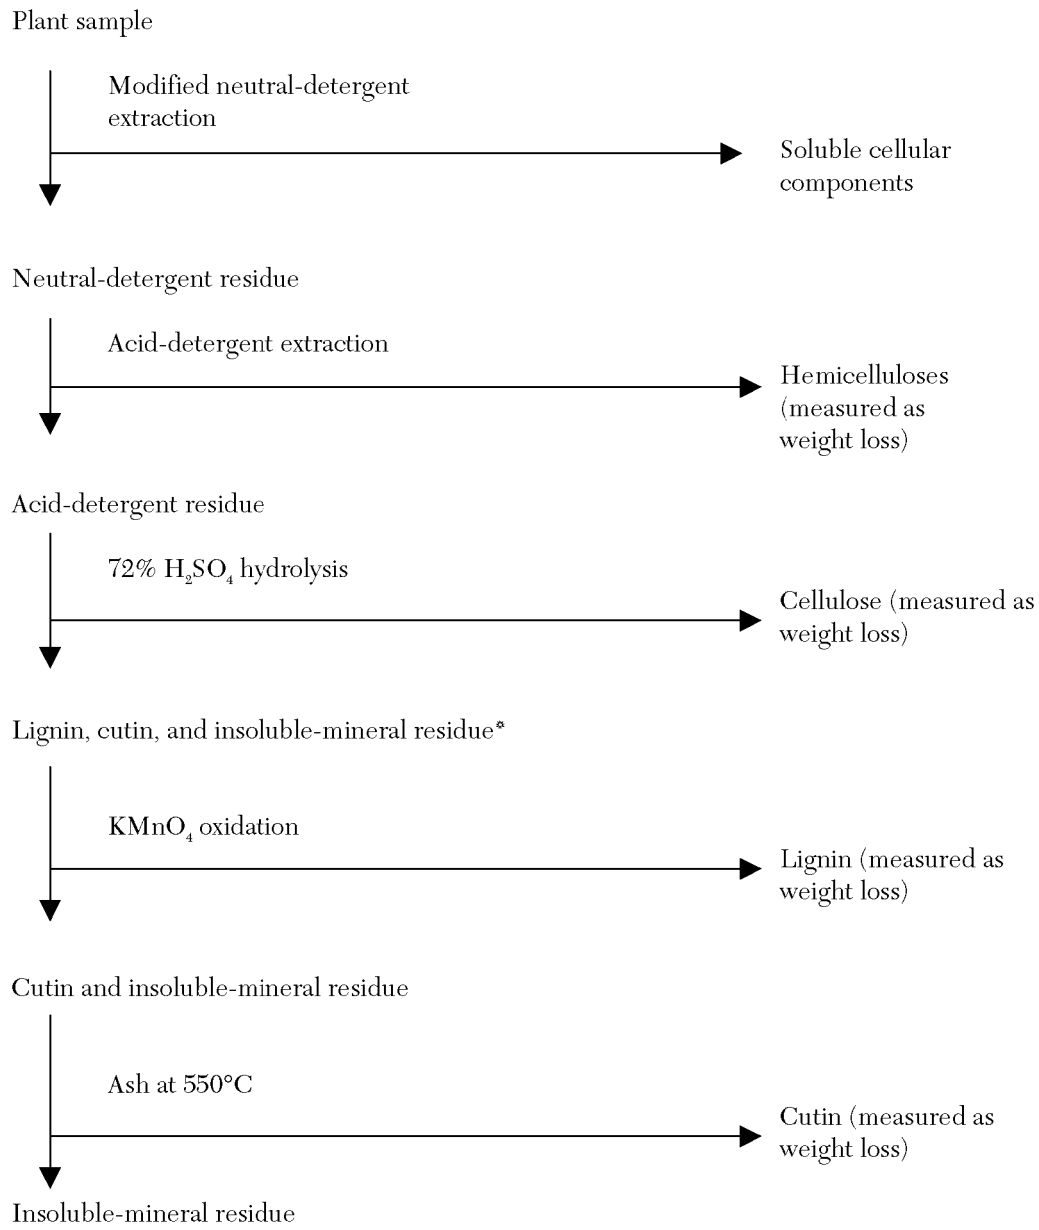 Plant sample
Modified neutral-detergent
extraction
Soluble cellular
components
Neutral-detergent residue
Acid-detergent extraction
Hemicelluloses
(measured as
weight loss)
Acid-detergent residue
72% H₂SO₄ hydrolysis
Cellulose (measured as
weight loss)
Lignin, cutin, and insoluble-mineral residue*
KMnO₄ oxidation
Lignin (measured as
weight loss)
Cutin and insoluble-mineral residue
Ash at 550°C
Cutin (measured as
weight loss)
Insoluble-mineral residue